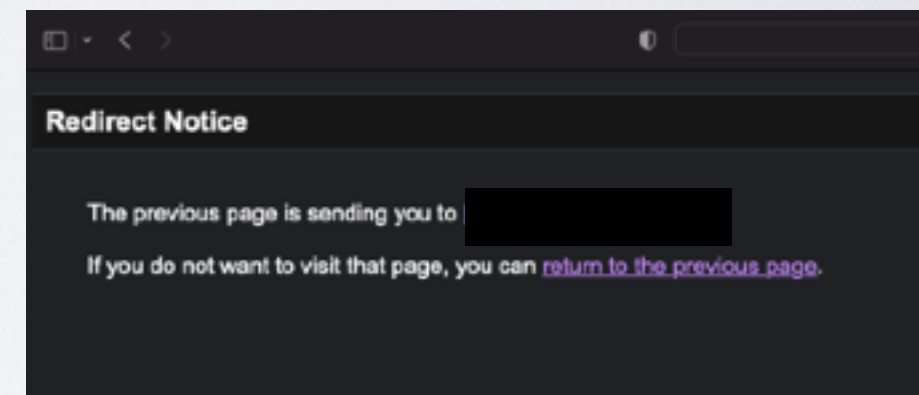 Redirect Notice
The previous page is sending you to
If you do not want to visit that page, you can return to the previous page.